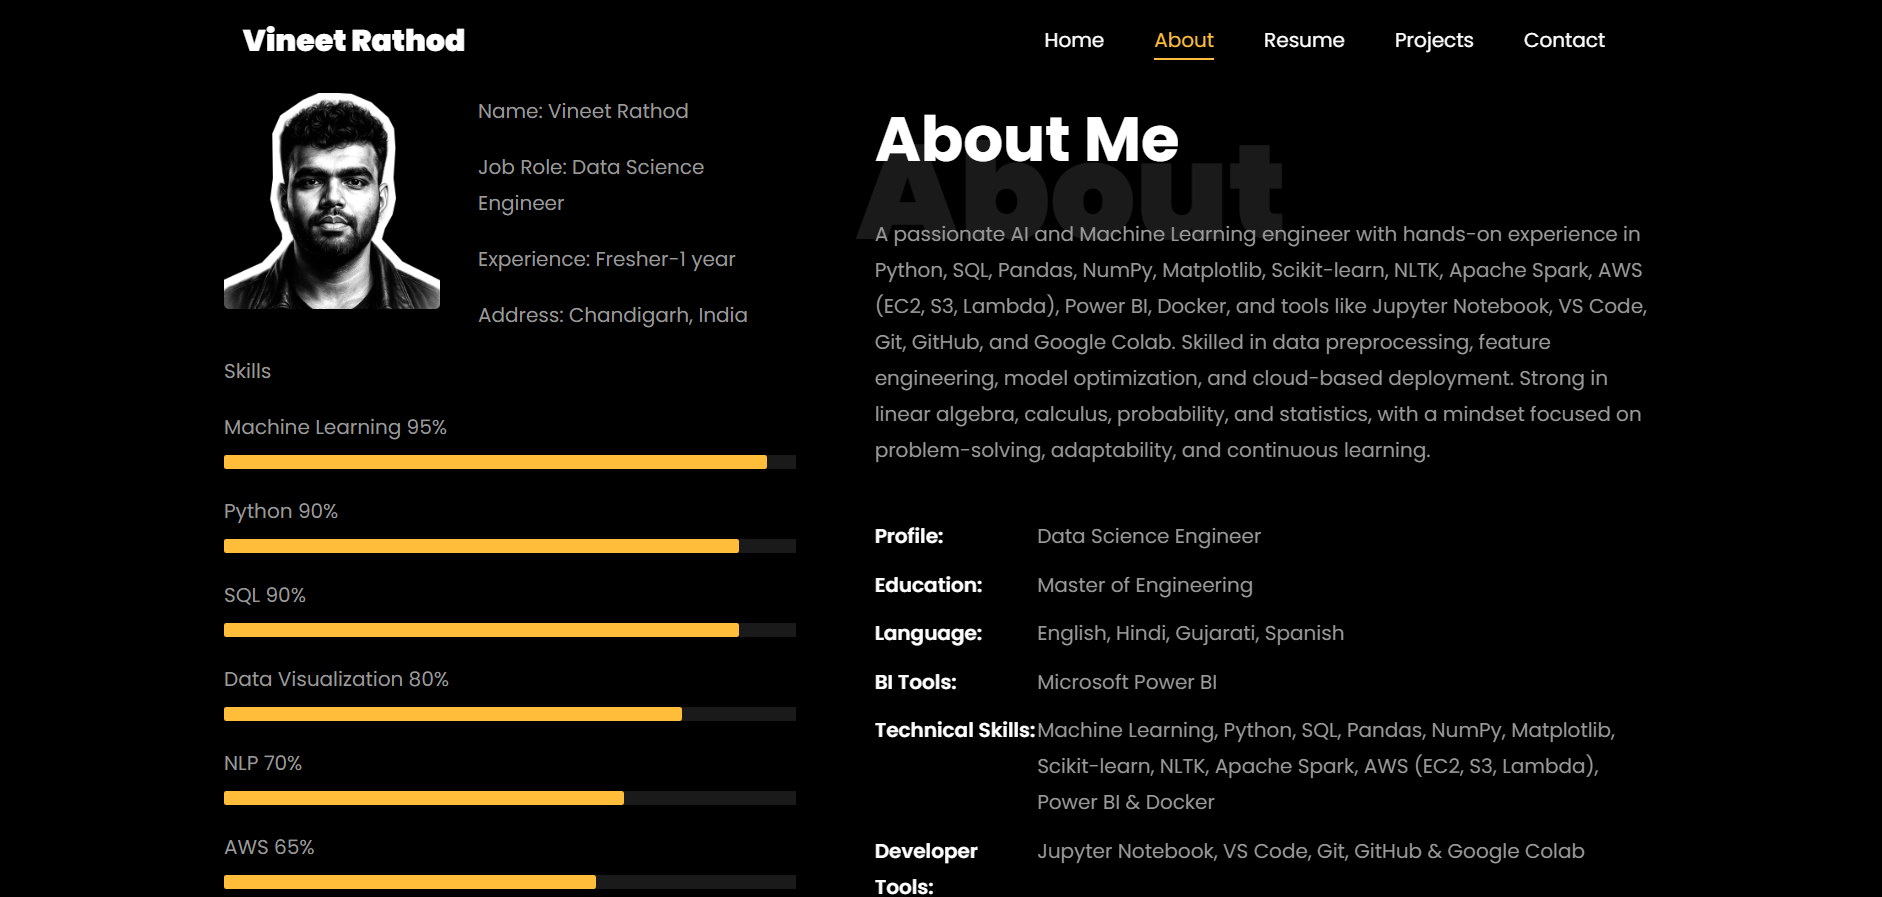 Vineet Rathod
Home
About
Resume
Projects
Contact
Name: Vineet Rathod
Job Role: Data Science
Engineer
Experience: Fresher-1 year
Address: Chandigarh, India
Skills
Machine Learning 95%
Python 90%
SQL 90%
Data Visualization 80%
NLP 70%
AWS 65%
About Me
About
A passionate AI and Machine Learning engineer with hands-on experience in
Python, SQL, Pandas, NumPy, Matplotlib, Scikit-learn, NLTK, Apache Spark, AWS
(EC2, S3, Lambda), Power BI, Docker, and tools like Jupyter Notebook, VS Code,
Git, GitHub, and Google Colab. Skilled in data preprocessing, feature
engineering, model optimization, and cloud-based deployment. Strong in
linear algebra, calculus, probability, and statistics, with a mindset focused on
problem-solving, adaptability, and continuous learning.
Profile: Data Science Engineer
Education: Master of Engineering
Language: English, Hindi, Gujarati, Spanish
BI Tools: Microsoft Power BI
Technical Skills: Machine Learning, Python, SQL, Pandas, NumPy, Matplotlib,
Scikit-learn, NLTK, Apache Spark, AWS (EC2, S3, Lambda),
Power BI & Docker
Developer Jupyter Notebook, VS Code, Git, GitHub & Google Colab
Tools: